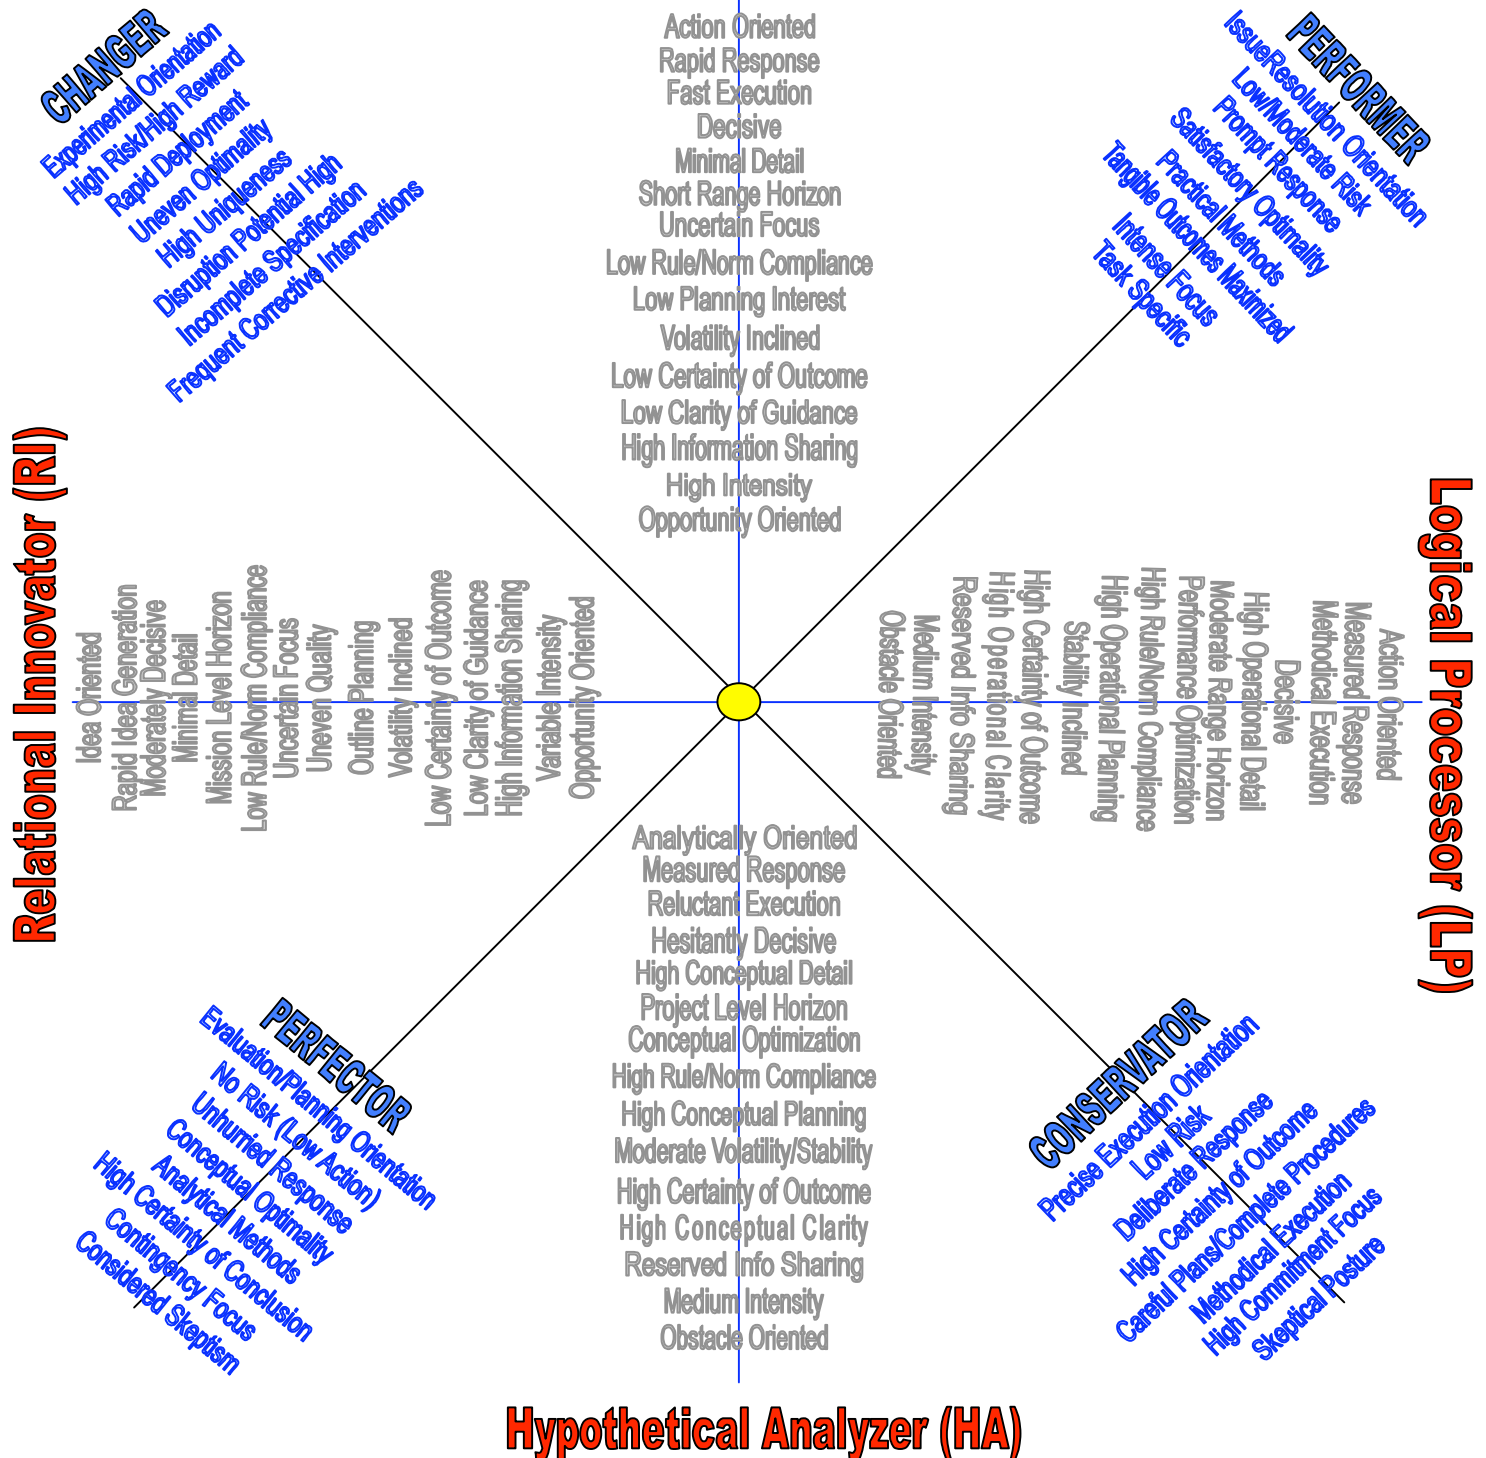 CHANGER
Experimental Orientation
High Risk/High Reward
Rapid Deployment
Uneven Optimality
High Uniqueness
Disruption Potential High
Incomplete Specification
Frequent Corrective Interventions
Action Oriented
Rapid Response
Fast Execution
Decisive
Minimal Detail
Short Range Horizon
Uncertain Focus
Low Rule/Norm Compliance
Low Planning Interest
Volatility Inclined
Low Certainty of Outcome
Low Clarity of Guidance
High Information Sharing
High Intensity
Opportunity Oriented
PERFORMER
IssueResolution Orientation
Low/Moderate Risk
Prompt Response
Satisfactory Optimality
Practical Methods
Tangible Outcomes Maximized
Intense Focus
Task Specific
Relational Innovator (RI)
Idea Oriented
Rapid Idea Generation
Moderately Decisive
Minimal Detail
Mission Level Horizon
Low Rule/Norm Compliance
Uncertain Focus
Uneven Quality
Outline Planning
Volatility Inclined
Low Certainty of Outcome
Low Clarity of Guidance
High Information Sharing
Variable Intensity
Opportunity Oriented
Logical Processor (LP)
Action Oriented
Measured Response
Methodical Execution
Decisive
High Operational Detail
Moderate Range Horizon
Performance Optimization
High Rule/Norm Compliance
High Operational Planning
Stability Inclined
High Certainty of Outcome
High Operational Clarity
Reserved Info Sharing
Medium Intensity
Obstacle Oriented
PERFECTOR
Evaluation/Planning Orientation
No Risk (Low Action)
Unhurried Response
Conceptual Optimality
Analytical Methods
High Certainty of Conclusion
Contingency Focus
Considered Skeptism
Analytically Oriented
Measured Response
Reluctant Execution
Hesitantly Decisive
High Conceptual Detail
Project Level Horizon
Conceptual Optimization
High Rule/Norm Compliance
High Conceptual Planning
Moderate Volatility/Stability
High Certainty of Outcome
High Conceptual Clarity
Reserved Info Sharing
Medium Intensity
Obstacle Oriented
CONSERVATOR
Precise Execution Orientation
Low Risk
Deliberate Response
High Certainty of Outcome
Careful Plans/Complete Procedures
Methodical Execution
High Commitment Focus
Skeptical Posture
Hypothetical Analyzer (HA)